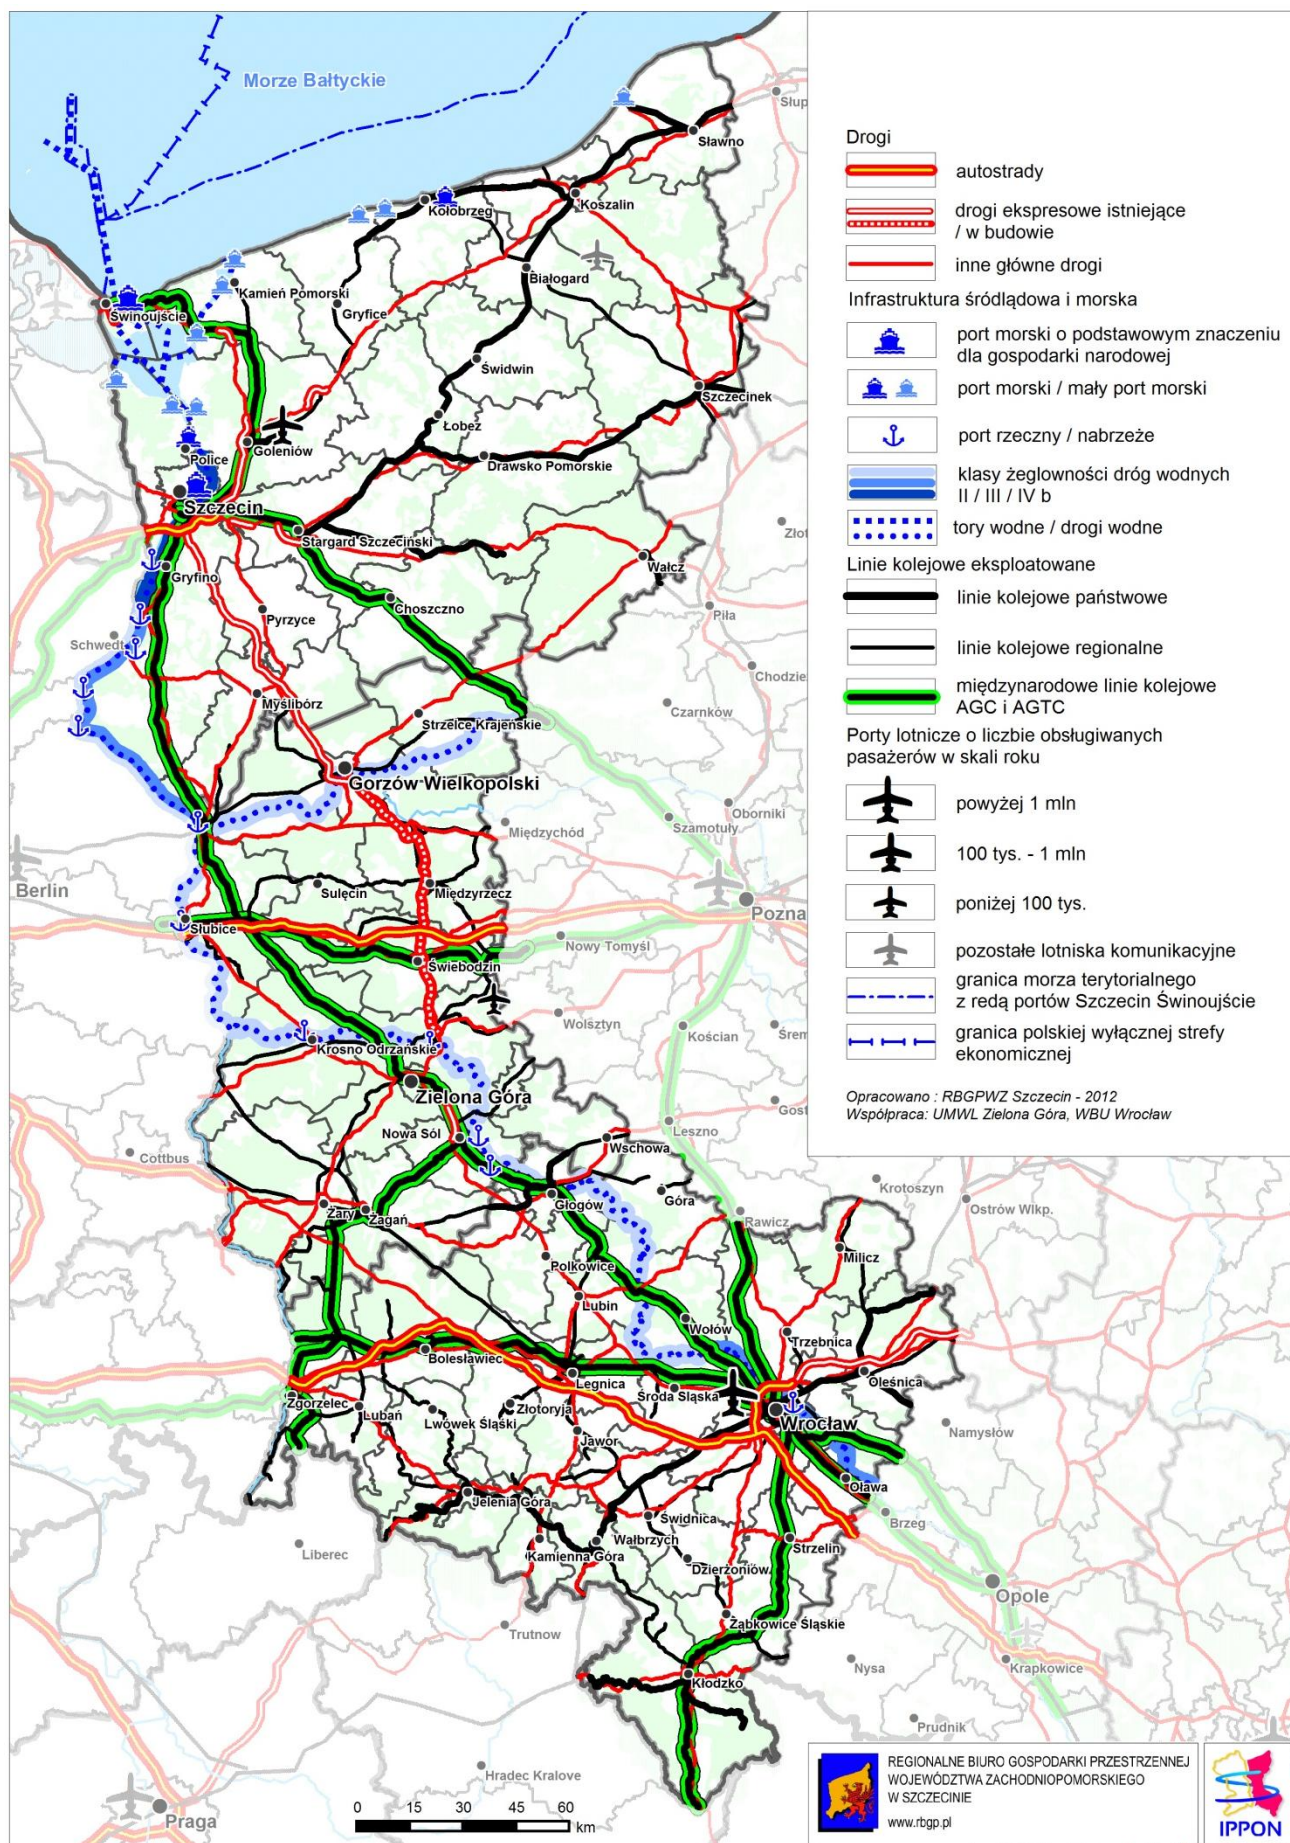 Morze Bałtyckie
Słup
Sławno
Koszalin
Kołobrzeg
Białogard
Kamień Pomorski
Gryfice
Świnoujście
Świdwin
Szczecinek
Łobez
Goleniów
Drawsko Pomorskie
Police
Szczecin
Stargard Szczeciński
Złot
Wałcz
Gryfino
Choszczno
Piła
Pyrzyce
Schwedt
Chodzież
Myślibórz
Czarnków
Strzelce Krajeńskie
Gorzów Wielkopolski
Oborniki
Międzychód
Szamotuły
Berlin
Sulęcin
Międzyrzecz
Pozna
Słubice
Nowy Tomyśl
Świebodzin
Wolsztyn
Kościan
Śrem
Krosno Odrzańskie
Zielona Góra
Gost
Leszno
Nowa Sól
Wschowa
Cottbus
Krotoszyn
Góra
Głogów
Żary
Żagań
Rawicz
Ostrów Wlkp.
Milicz
Polkowice
Lubin
Wołów
Trzebnica
Bolesławiec
Legnica
Oleśnica
Środa Śląska
Zgorzelec
Lubań
Lwówek Śląski
Złotoryja
Wrocław
Namysłów
Jawor
Oława
Jelenia Góra
Brzeg
Świdnica
Liberec
Wałbrzych
Kamienna Góra
Strzelin
Dzierżoniów
Opole
Trutnow
Ząbkowice Śląskie
Nysa
Krapkowice
Kłodzko
Prudnik
Hradec Kralove
Praga
0 15 30 45 60
km
Drogi
autostrady
drogi ekspresowe istniejące
/ w budowie
inne główne drogi
Infrastruktura śródlądowa i morska
port morski o podstawowym znaczeniu
dla gospodarki narodowej
port morski / mały port morski
port rzeczny / nabrzeże
klasy żeglowności dróg wodnych
II / III / IV b
tory wodne / drogi wodne
Linie kolejowe eksploatowane
linie kolejowe państwowe
linie kolejowe regionalne
międzynarodowe linie kolejowe
AGC i AGTC
Porty lotnicze o liczbie obsługiwanych
pasażerów w skali roku
powyżej 1 mln
100 tys. - 1 mln
poniżej 100 tys.
pozostałe lotniska komunikacyjne
granica morza terytorialnego
z redą portów Szczecin Świnoujście
granica polskiej wyłącznej strefy
ekonomicznej
Opracowano : RBGPWZ Szczecin - 2012
Współpraca: UMWL Zielona Góra, WBU Wrocław
REGIONALNE BIURO GOSPODARKI PRZESTRZENNEJ
WOJEWÓDZTWA ZACHODNIOPOMORSKIEGO
W SZCZECINIE
www.rbgp.pl
IPPON